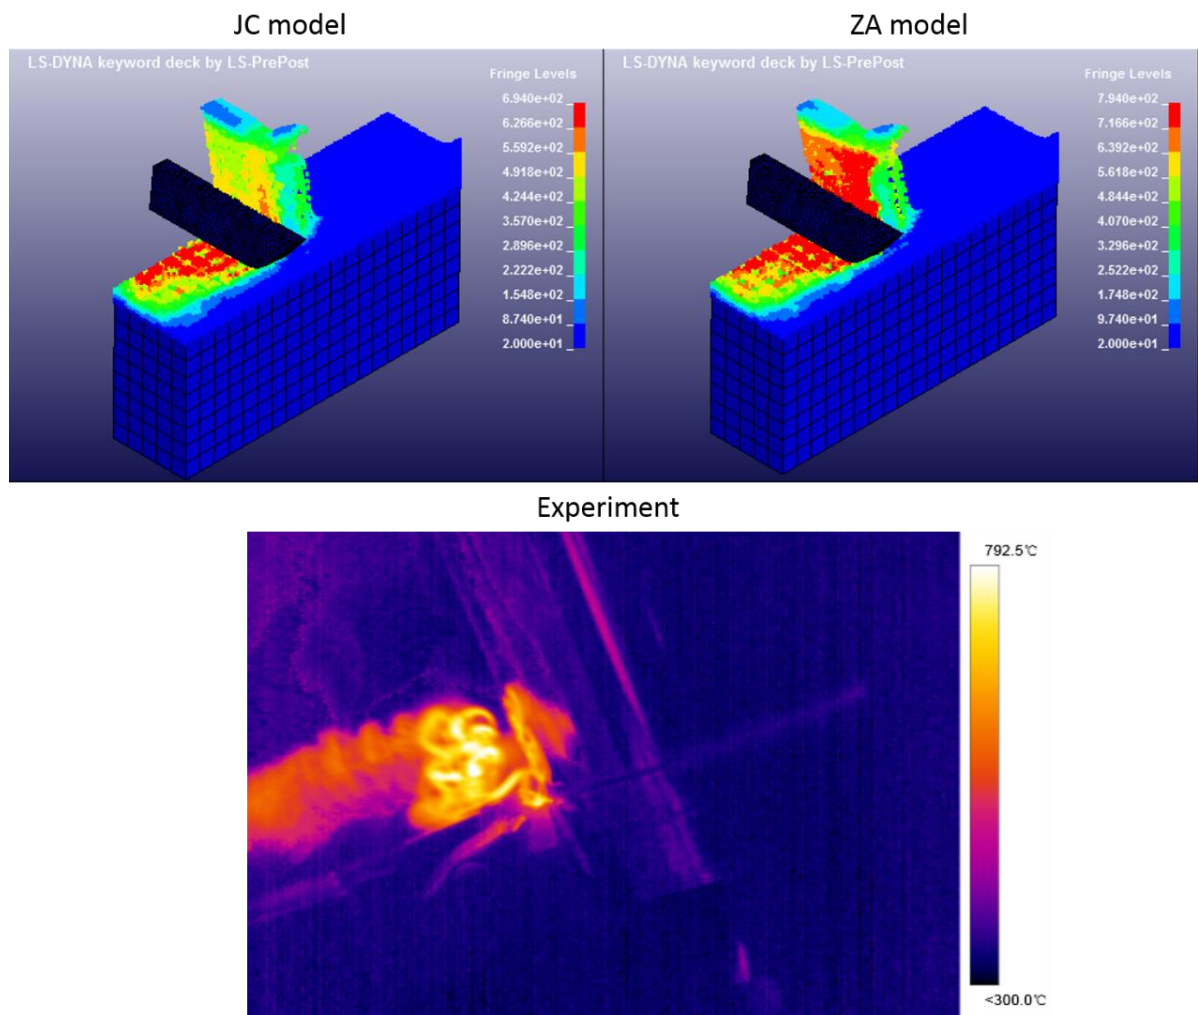 JC model
ZA model
LS-DYNA keyword deck by LS-PrePost
Fringe Levels
6.940e+02
6.266e+02
5.592e+02
4.918e+02
4.244e+02
3.570e+02
2.896e+02
2.222e+02
1.548e+02
8.740e+01
2.000e+01
LS-DYNA keyword deck by LS-PrePost
Fringe Levels
7.940e+02
7.166e+02
6.392e+02
5.618e+02
4.844e+02
4.070e+02
3.296e+02
2.522e+02
1.748e+02
9.740e+01
2.000e+01
Experiment
792.5℃
<300.0℃